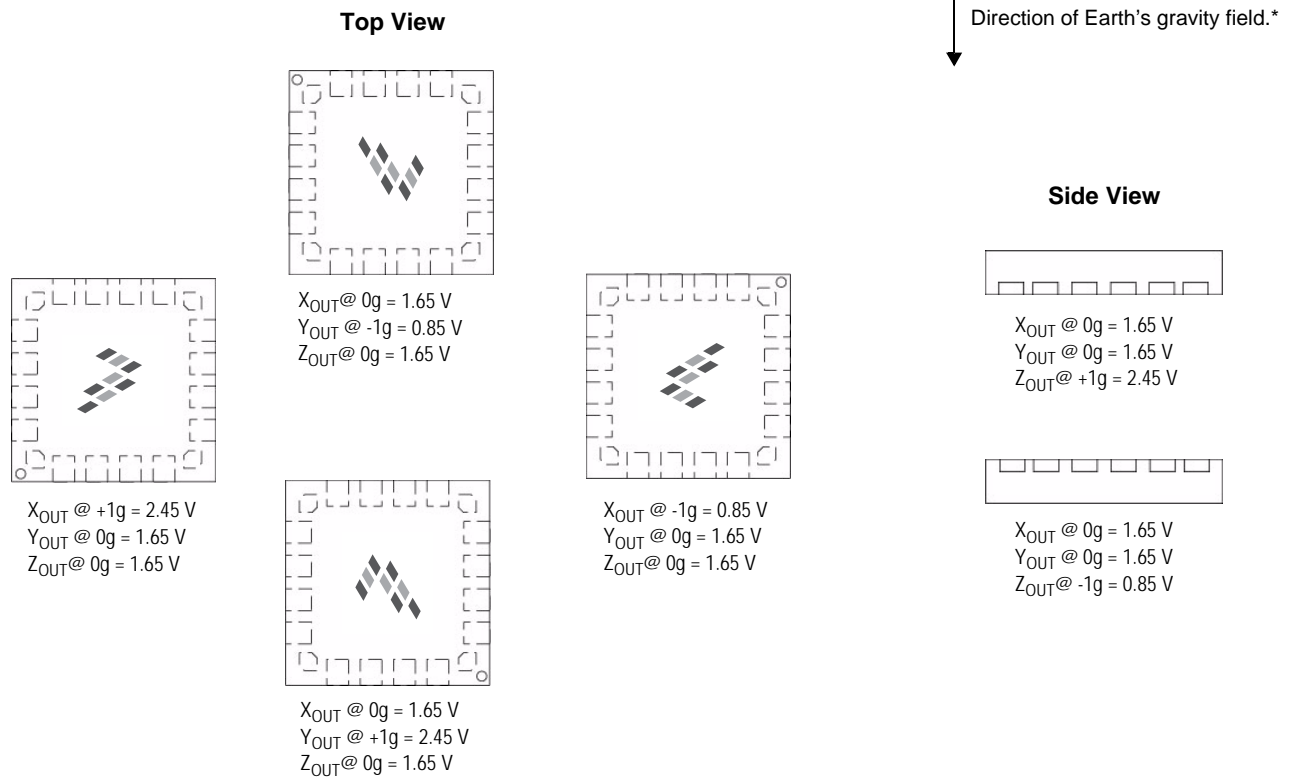 Top View
Direction of Earth's gravity field.*
X_OUT@ 0g = 1.65 V
Y_OUT @ -1g = 0.85 V
Z_OUT@ 0g = 1.65 V
X_OUT @ +1g = 2.45 V
Y_OUT @ 0g = 1.65 V
Z_OUT@ 0g = 1.65 V
X_OUT @ -1g = 0.85 V
Y_OUT @ 0g = 1.65 V
Z_OUT@ 0g = 1.65 V
X_OUT @ 0g = 1.65 V
Y_OUT @ +1g = 2.45 V
Z_OUT@ 0g = 1.65 V
Side View
X_OUT @ 0g = 1.65 V
Y_OUT @ 0g = 1.65 V
Z_OUT @ +1g = 2.45 V
X_OUT @ 0g = 1.65 V
Y_OUT @ 0g = 1.65 V
Z_OUT@ -1g = 0.85 V